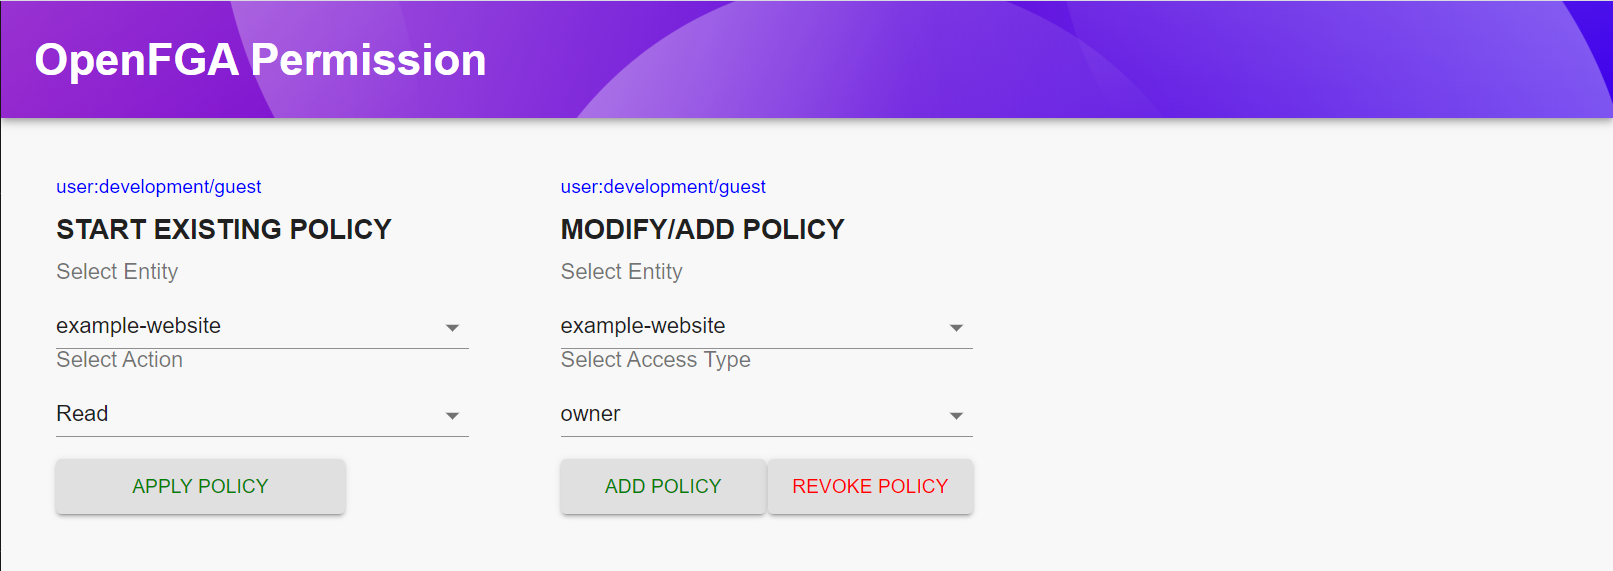 OpenFGA Permission
user:development/guest
START EXISTING POLICY
Select Entity
example-website
Select Action
Read
APPLY POLICY
user:development/guest
MODIFY/ADD POLICY
Select Entity
example-website
Select Access Type
owner
ADD POLICY
REVOKE POLICY